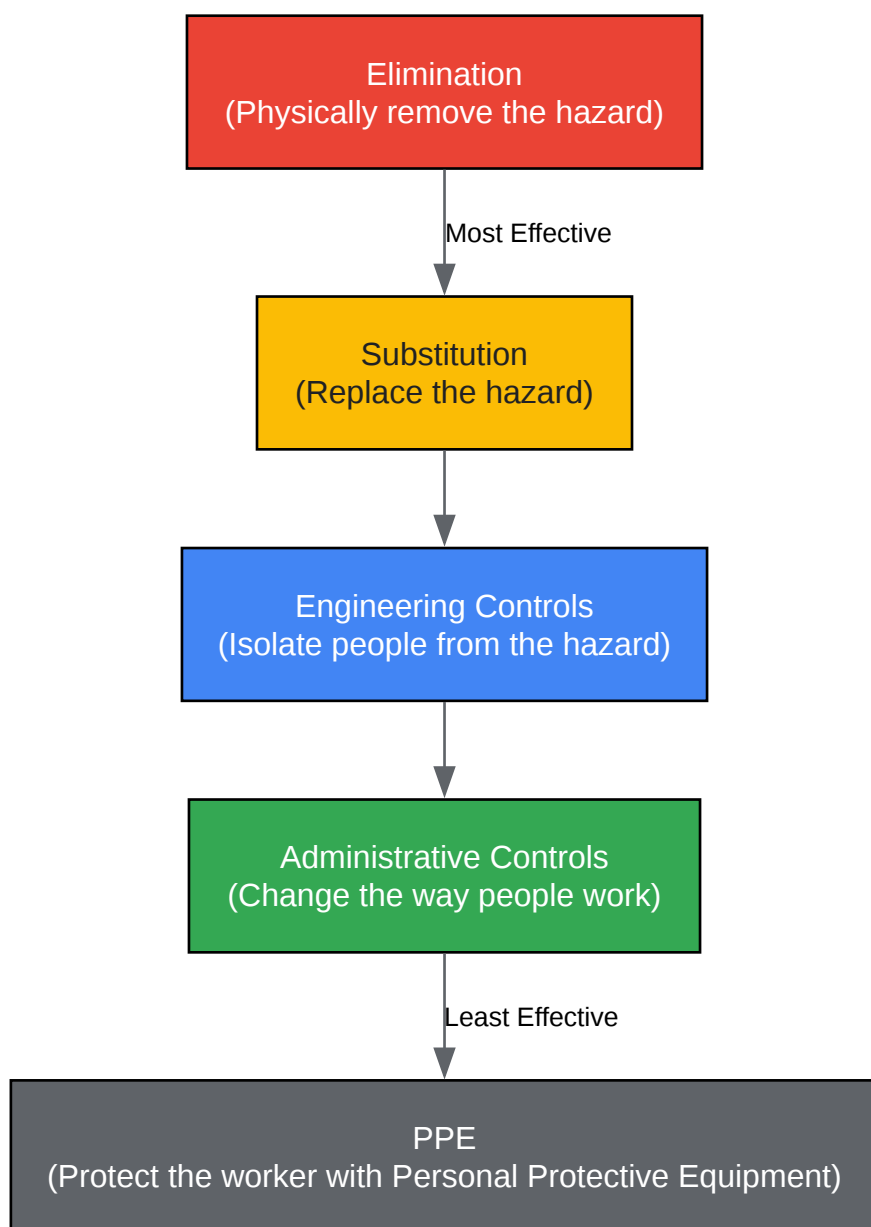 Elimination
(Physically remove the hazard)
Most Effective
Substitution
(Replace the hazard)
Engineering Controls
(Isolate people from the hazard)
Administrative Controls
(Change the way people work)
Least Effective
PPE
(Protect the worker with Personal Protective Equipment)